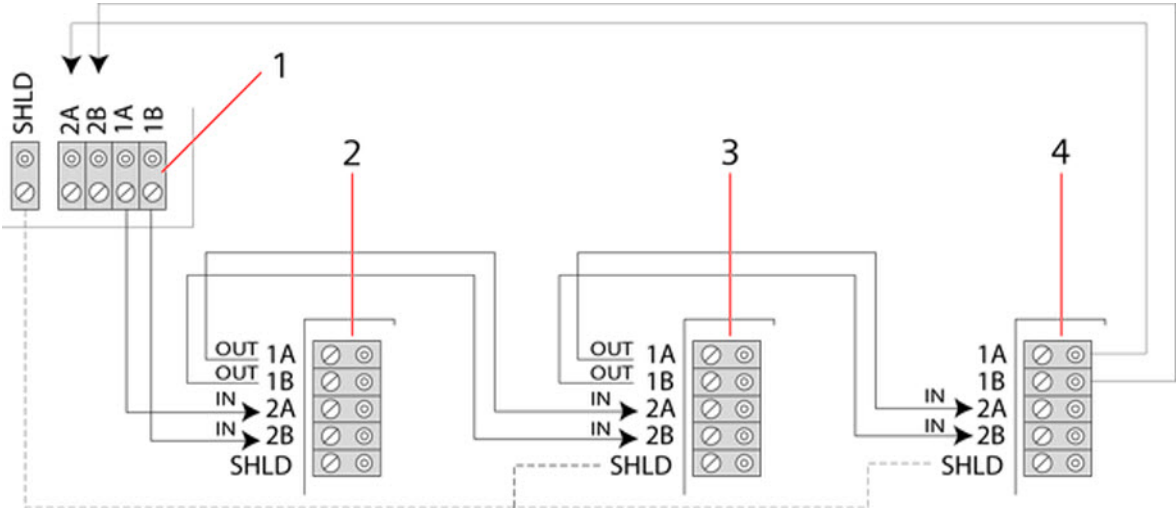 1
SHLD
2A
2B
1A
1B
2
3
4
OUT 1A
OUT 1B
IN 2A
IN 2B
SHLD
OUT 1A
OUT 1B
IN 2A
IN 2B
SHLD
1A
1B
IN 2A
IN 2B
SHLD